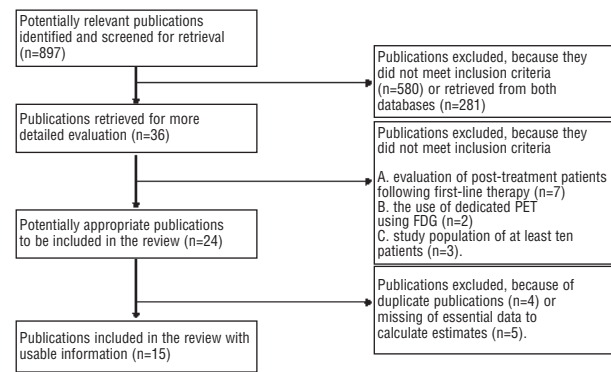 Potentially relevant publications
identified and screened for retrieval
(n=897)
Publications excluded, because they
did not meet inclusion criteria
(n=580) or retrieved from both
databases (n=281)
Publications retrieved for more
detailed evaluation (n=36)
Publications excluded, because they
did not meet inclusion criteria
A. evaluation of post-treatment patients
following first-line therapy (n=7)
B. the use of dedicated PET
using FDG (n=2)
C. study population of at least ten
patients (n=3).
Potentially appropriate publications
to be included in the review (n=24)
Publications excluded, because of
duplicate publications (n=4) or
missing of essential data to
calculate estimates (n=5).
Publications included in the review with
usable information (n=15)